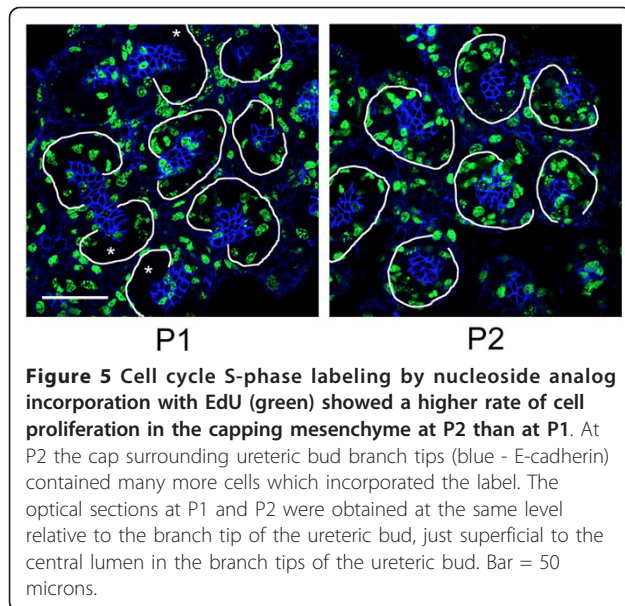 *
*
*
P1
P2
Figure 5 Cell cycle S-phase labeling by nucleoside analog
incorporation with EdU (green) showed a higher rate of cell
proliferation in the capping mesenchyme at P2 than at P1. At
P2 the cap surrounding ureteric bud branch tips (blue - E-cadherin)
contained many more cells which incorporated the label. The
optical sections at P1 and P2 were obtained at the same level
relative to the branch tip of the ureteric bud, just superficial to the
central lumen in the branch tips of the ureteric bud. Bar = 50
microns.